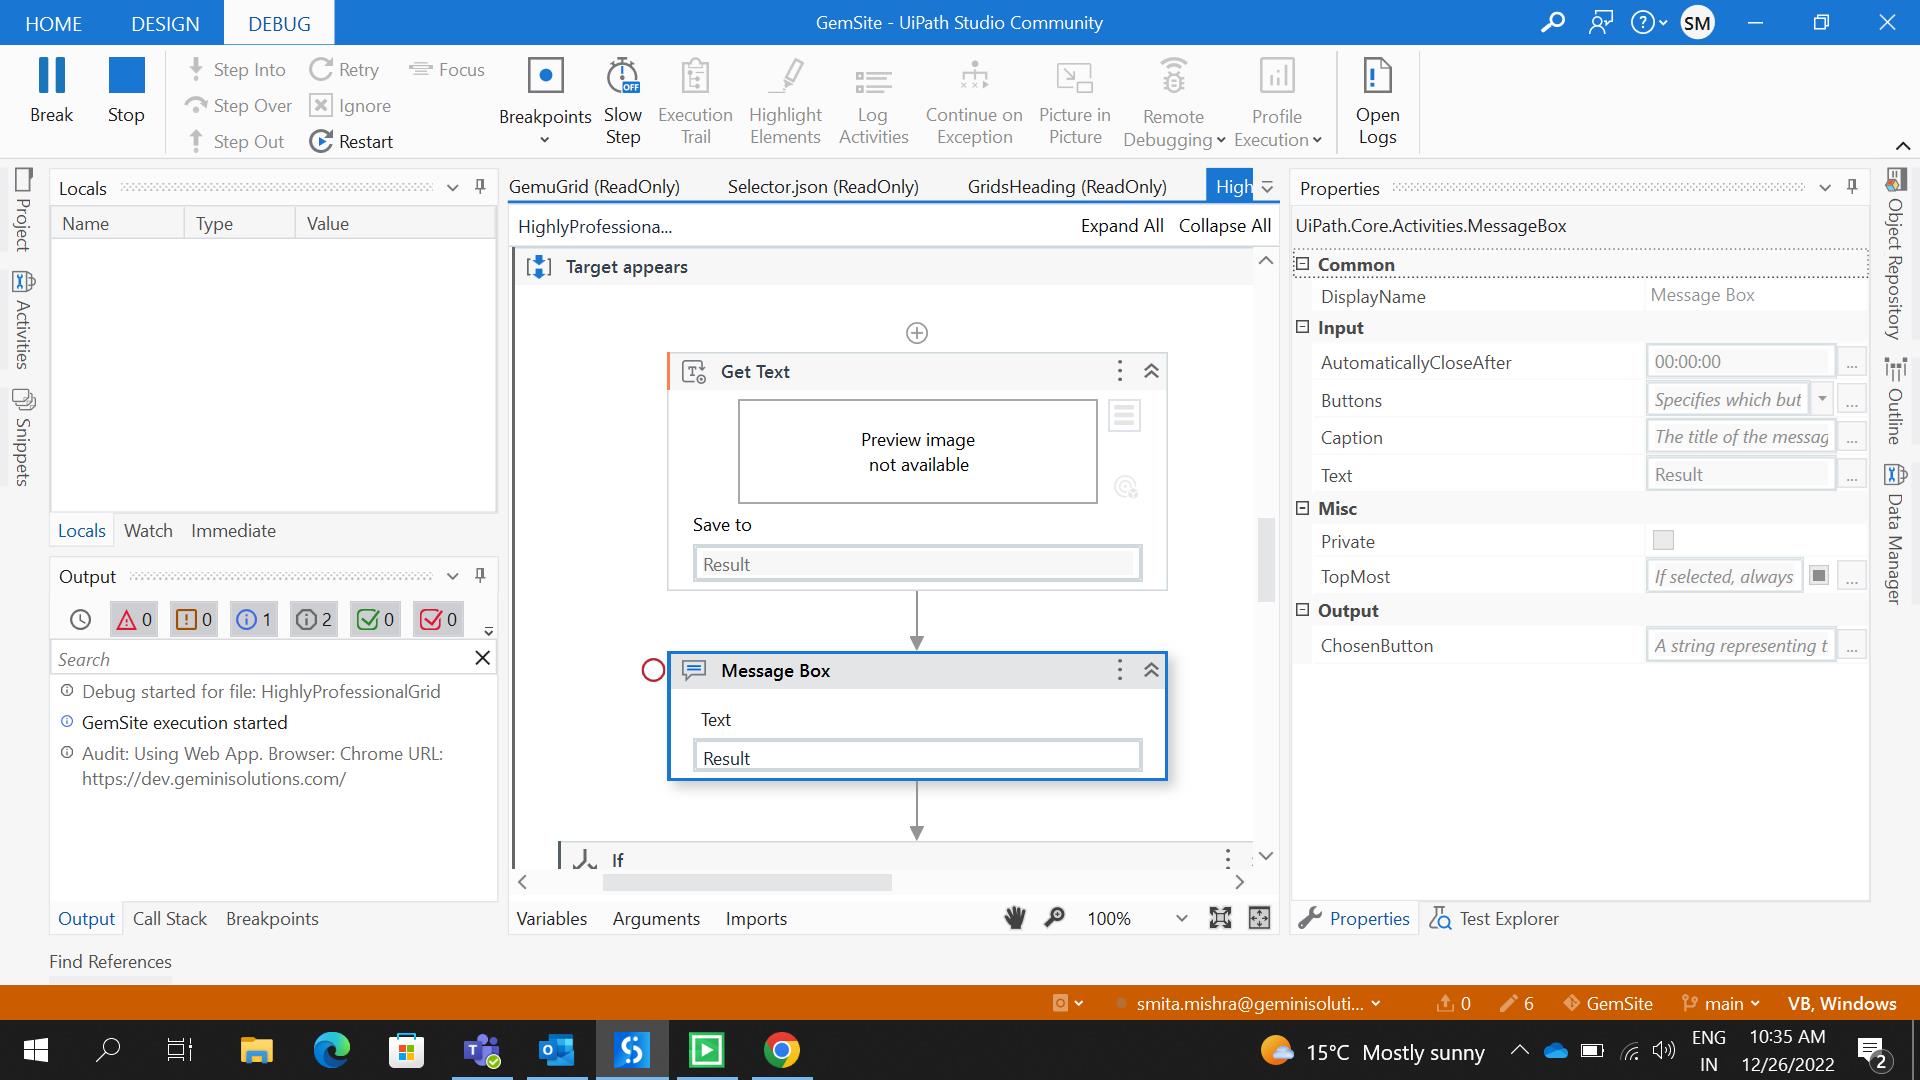 HOME DESIGN DEBUG
GemSite - UiPath Studio Community
SM
Break
Stop
Step Into
Step Over
Step Out
Retry
Ignore
Restart
Focus
Breakpoints
Slow
Step
OFF
Execution
Trail
Highlight
Elements
Log
Activities
Continue on
Exception
Picture in
Picture
Remote
Debugging
Profile
Execution
Open
Logs
Project
Activities
Snippets
Locals
Name Type Value
Locals Watch Immediate
Output
0 0 1 2 0 0
Search
Debug started for file: HighlyProfessionalGrid
GemSite execution started
Audit: Using Web App. Browser: Chrome URL:
https://dev.geminisolutions.com/
Output Call Stack Breakpoints
Find References
GemuGrid (ReadOnly) Selector.json (ReadOnly) GridsHeading (ReadOnly) High
HighlyProfessiona... Expand All Collapse All
Target appears
Get Text
Preview image
not available
Save to
Result
Message Box
Text
Result
If
Variables Arguments Imports 100%
Properties
UiPath.Core.Activities.MessageBox
Common
DisplayName Message Box
Input
AutomaticallyCloseAfter 00:00:00 ...
Buttons Specifies which but ...
Caption The title of the messag ...
Text Result ...
Misc
Private
TopMost If selected, always ...
Output
ChosenButton A string representing t ...
Properties Test Explorer
Object Repository
Outline
Data Manager
smita.mishra@geminisoluti... 0 6 GemSite main VB, Windows
15°C Mostly sunny
ENG
IN
10:35 AM
12/26/2022
2